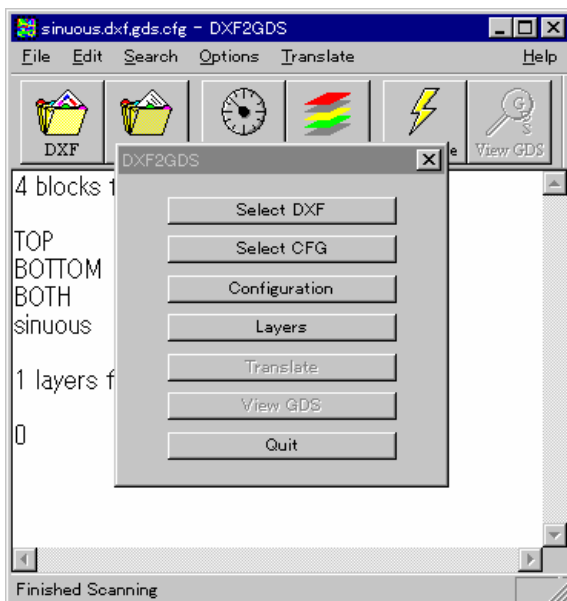 sinuous.dxf,gds.cfg - DXF2GDS
File Edit Search Options Translate Help
DXF View GDS
DXF2GDS
4 blocks
Select DXF
TOP
Select CFG
BOTTOM
BOTH
Configuration
sinuous
Layers
1 layers
Translate
View GDS
0
Quit
Finished Scanning